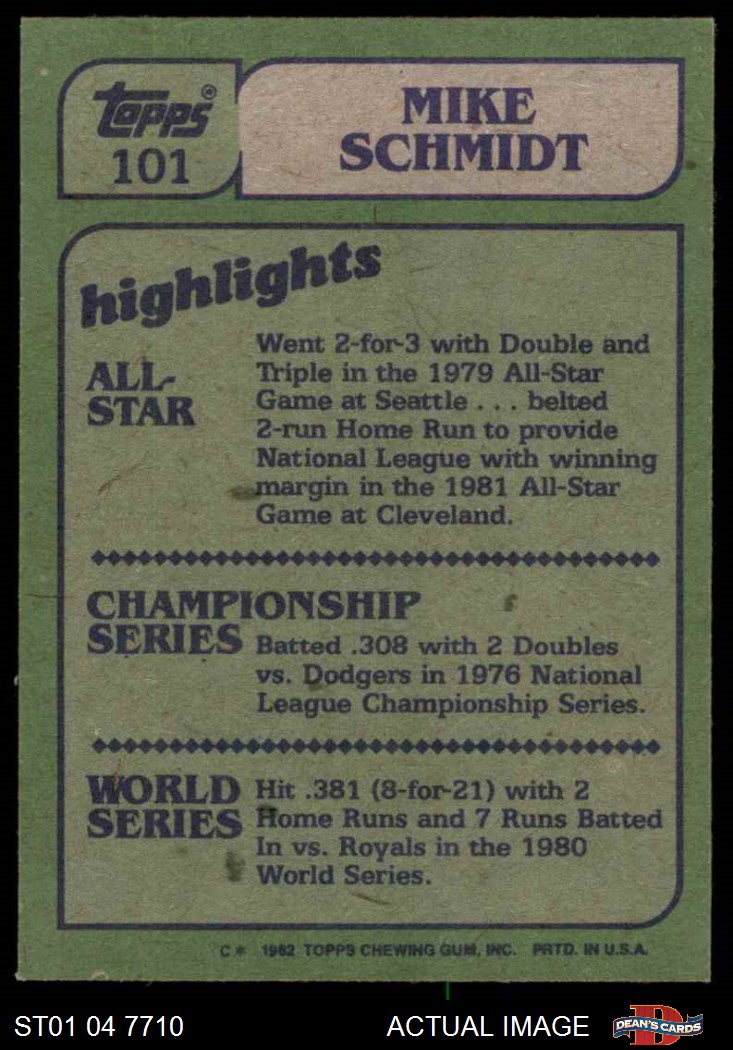 topps®
101
MIKE
SCHMIDT
highlights
ALL-
STAR
Went 2-for-3 with Double and
Triple in the 1979 All-Star
Game at Seattle . . . belted
2-run Home Run to provide
National League with winning
margin in the 1981 All-Star
Game at Cleveland.
CHAMPIONSHIP
SERIES
Batted .308 with 2 Doubles
vs. Dodgers in 1976 National
League Championship Series.
WORLD
SERIES
Hit .381 (8-for-21) with 2
Home Runs and 7 Runs Batted
In vs. Royals in the 1980
World Series.
C * 1982 TOPPS CHEWING GUM, INC. PRTD. IN U.S.A.
ST01 04 7710
ACTUAL IMAGE
D
DEAN'S CARDS